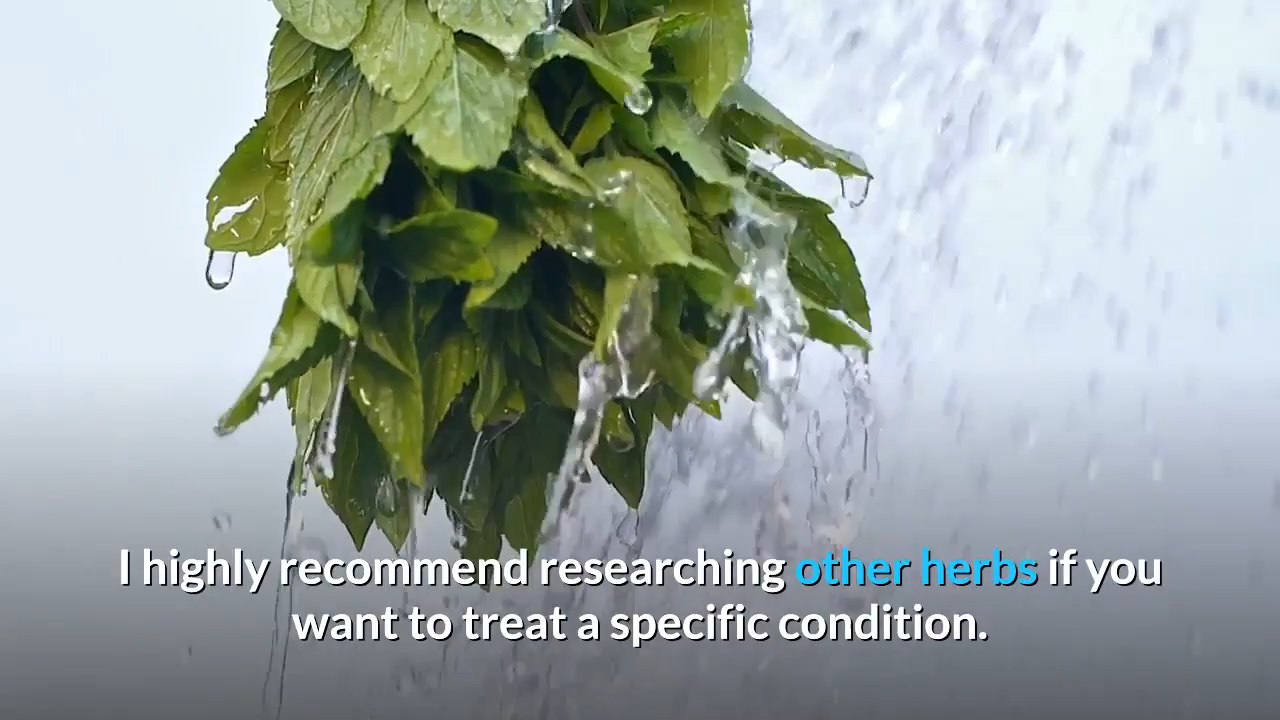 I highly recommend researching other herbs if you
want to treat a specific condition.